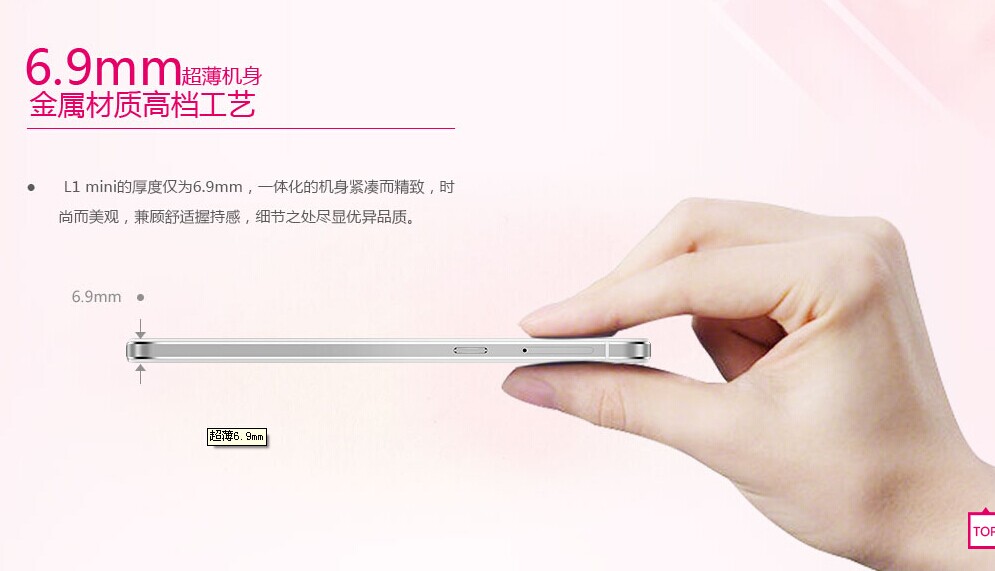 6.9mm超薄机身
金属材质高档工艺
● L1 mini的厚度仅为6.9mm，一体化的机身紧凑而精致，时
尚而美观，兼顾舒适握持感，细节之处尽显优异品质。
6.9mm
超薄6.9mm
TOP